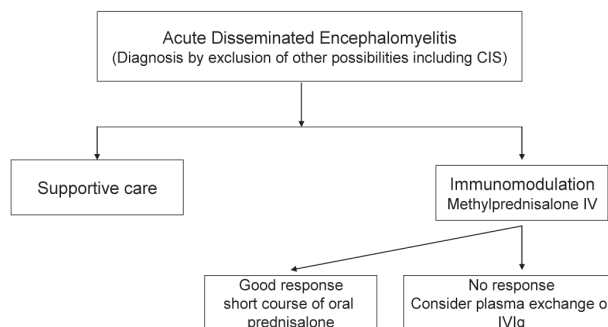 Acute Disseminated Encephalomyelitis
(Diagnosis by exclusion of other possibilities including CIS)
Supportive care
Immunomodulation
Methylprednisalone IV
Good response
short course of oral
prednisalone
No response
Consider plasma exchange o
IVIg